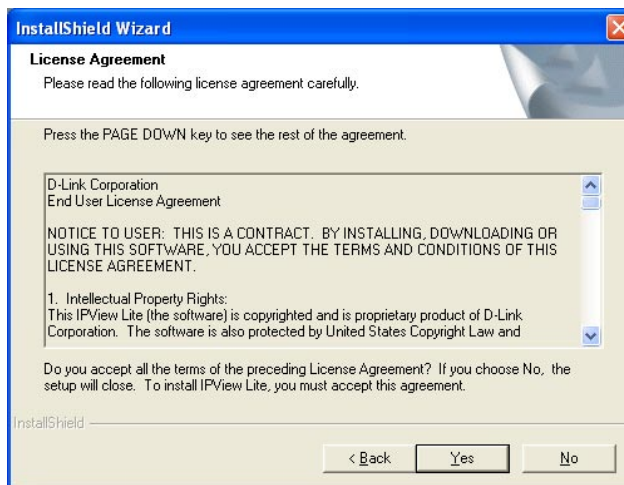 InstallShield Wizard
License Agreement
Please read the following license agreement carefully.
Press the PAGE DOWN key to see the rest of the agreement.
D-Link Corporation
End User License Agreement
NOTICE TO USER: THIS IS A CONTRACT. BY INSTALLING, DOWNLOADING OR
USING THIS SOFTWARE, YOU ACCEPT THE TERMS AND CONDITIONS OF THIS
LICENSE AGREEMENT.
1. Intellectual Property Rights:
This IPView Lite (the software) is copyrighted and is proprietary product of D-Link
Corporation. The software is also protected by United States Copyright Law and
Do you accept all the terms of the preceding License Agreement? If you choose No, the
setup will close. To install IPView Lite, you must accept this agreement.
InstallShield
< Back Yes No